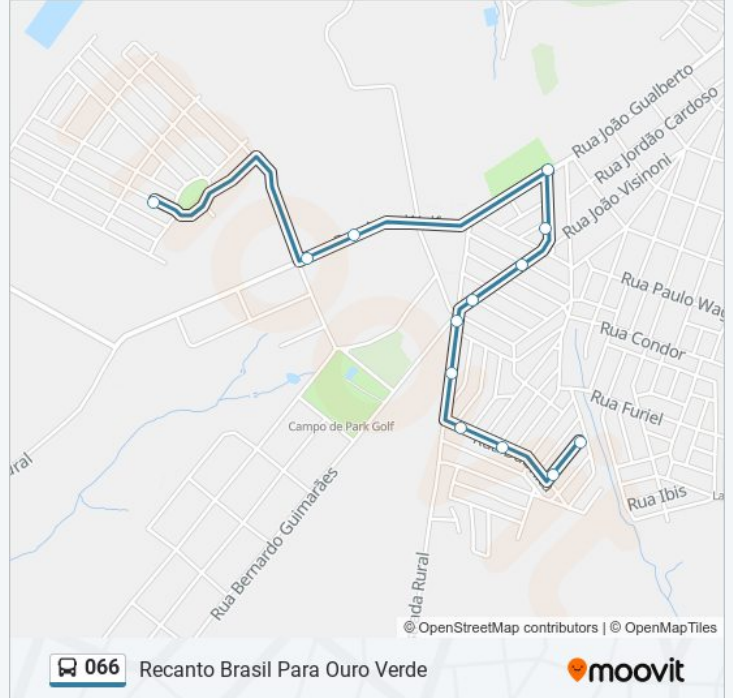 Rua João Gualberto
Rua Jordão Cardoso
Rua João Visinoni
Rua Paulo Wag
Rua Condor
Rua Furiel
Campo de Park Golf
Rua Ibis
La
Rua Bernardo Guimarães
Rural
© OpenStreetMap contributors | © OpenMapTiles
066 Recanto Brasil Para Ouro Verde
moovit